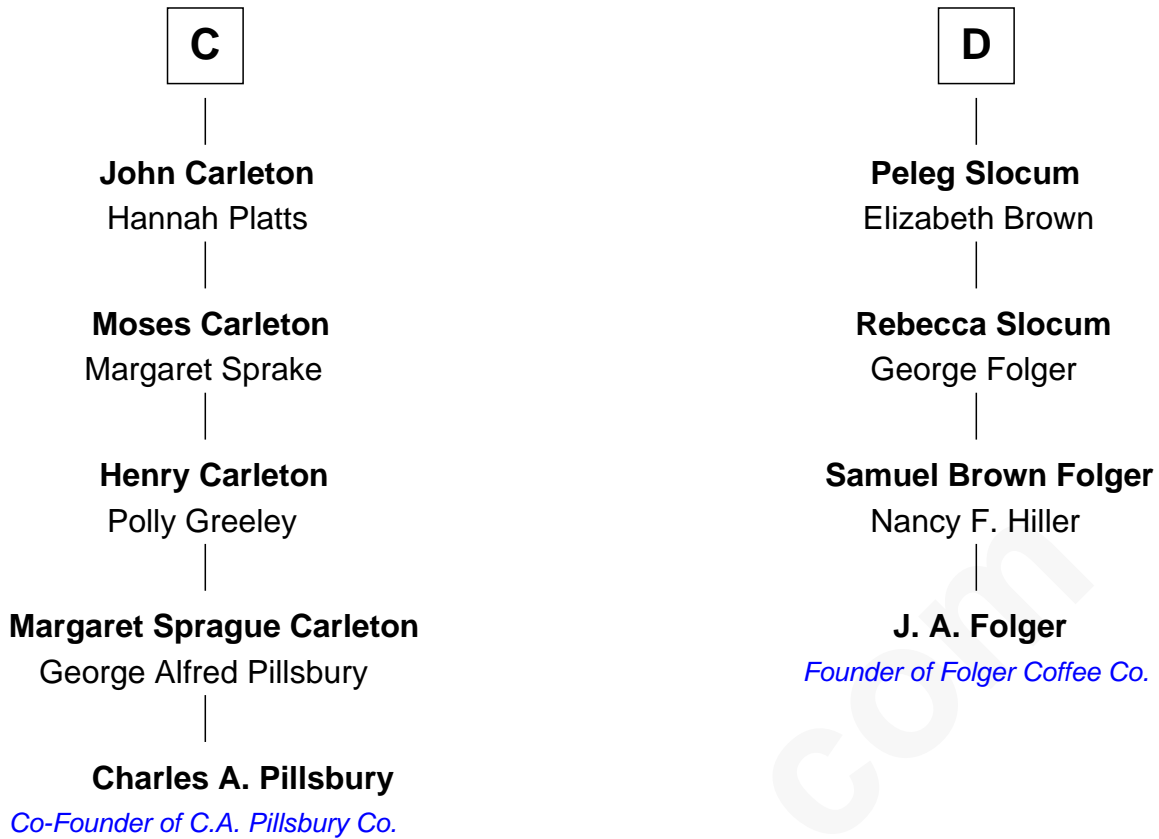 C
John Carleton
Hannah Platts
Moses Carleton
Margaret Sprake
Henry Carleton
Polly Greeley
Margaret Sprague Carleton
George Alfred Pillsbury
Charles A. Pillsbury
Co-Founder of C.A. Pillsbury Co.
D
Peleg Slocum
Elizabeth Brown
Rebecca Slocum
George Folger
Samuel Brown Folger
Nancy F. Hiller
J. A. Folger
Founder of Folger Coffee Co.
com